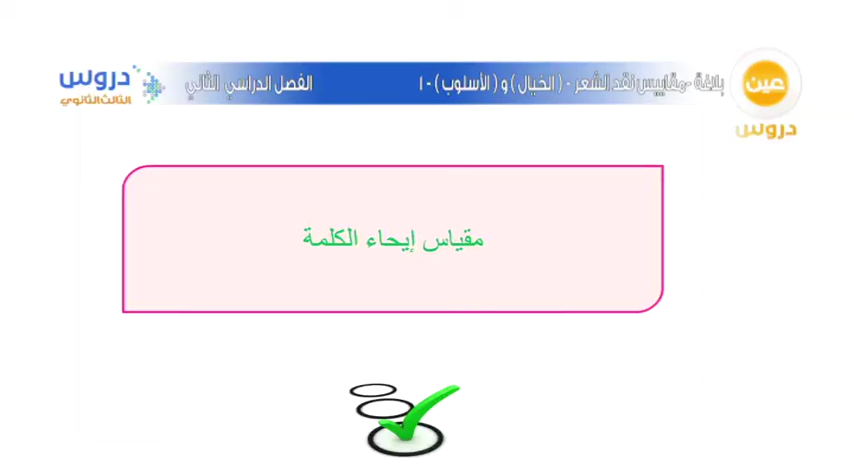 عين
دروس
بلاغة -مقاييس نقد الشعر - ( الخيال ) و ( الأسلوب ) - ١
الفصل الدراسي الثاني
دروس
الثالث الثانوي
مقياس إيحاء الكلمة